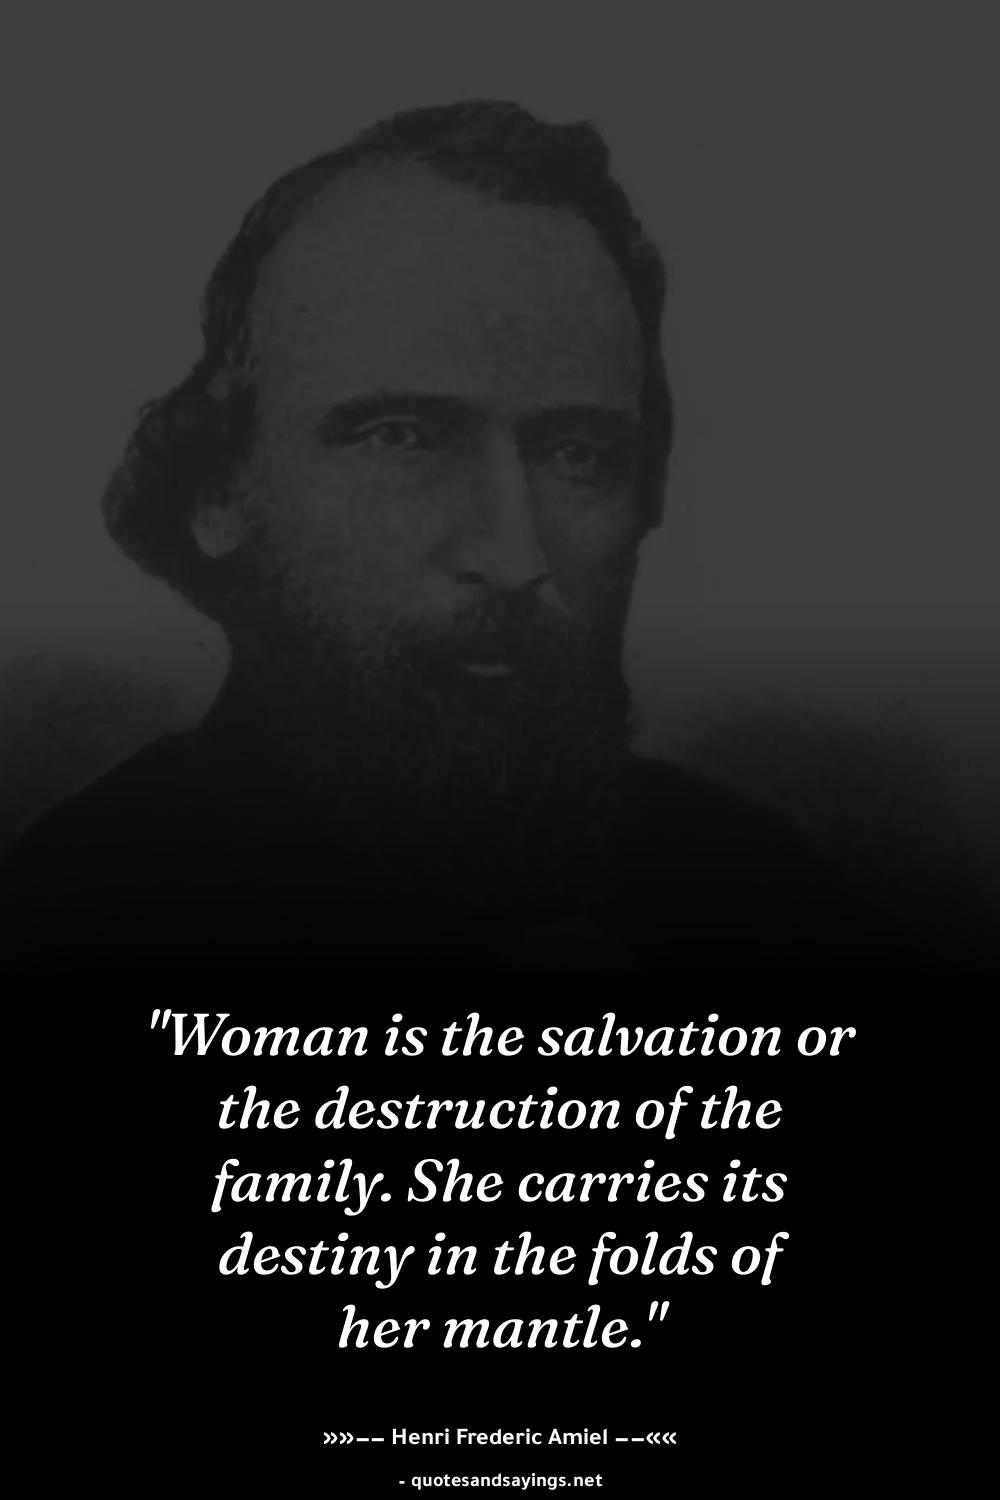 "Woman is the salvation or
the destruction of the
family. She carries its
destiny in the folds of
her mantle."
»»–– Henri Frederic Amiel ––««
- quotesandsayings.net